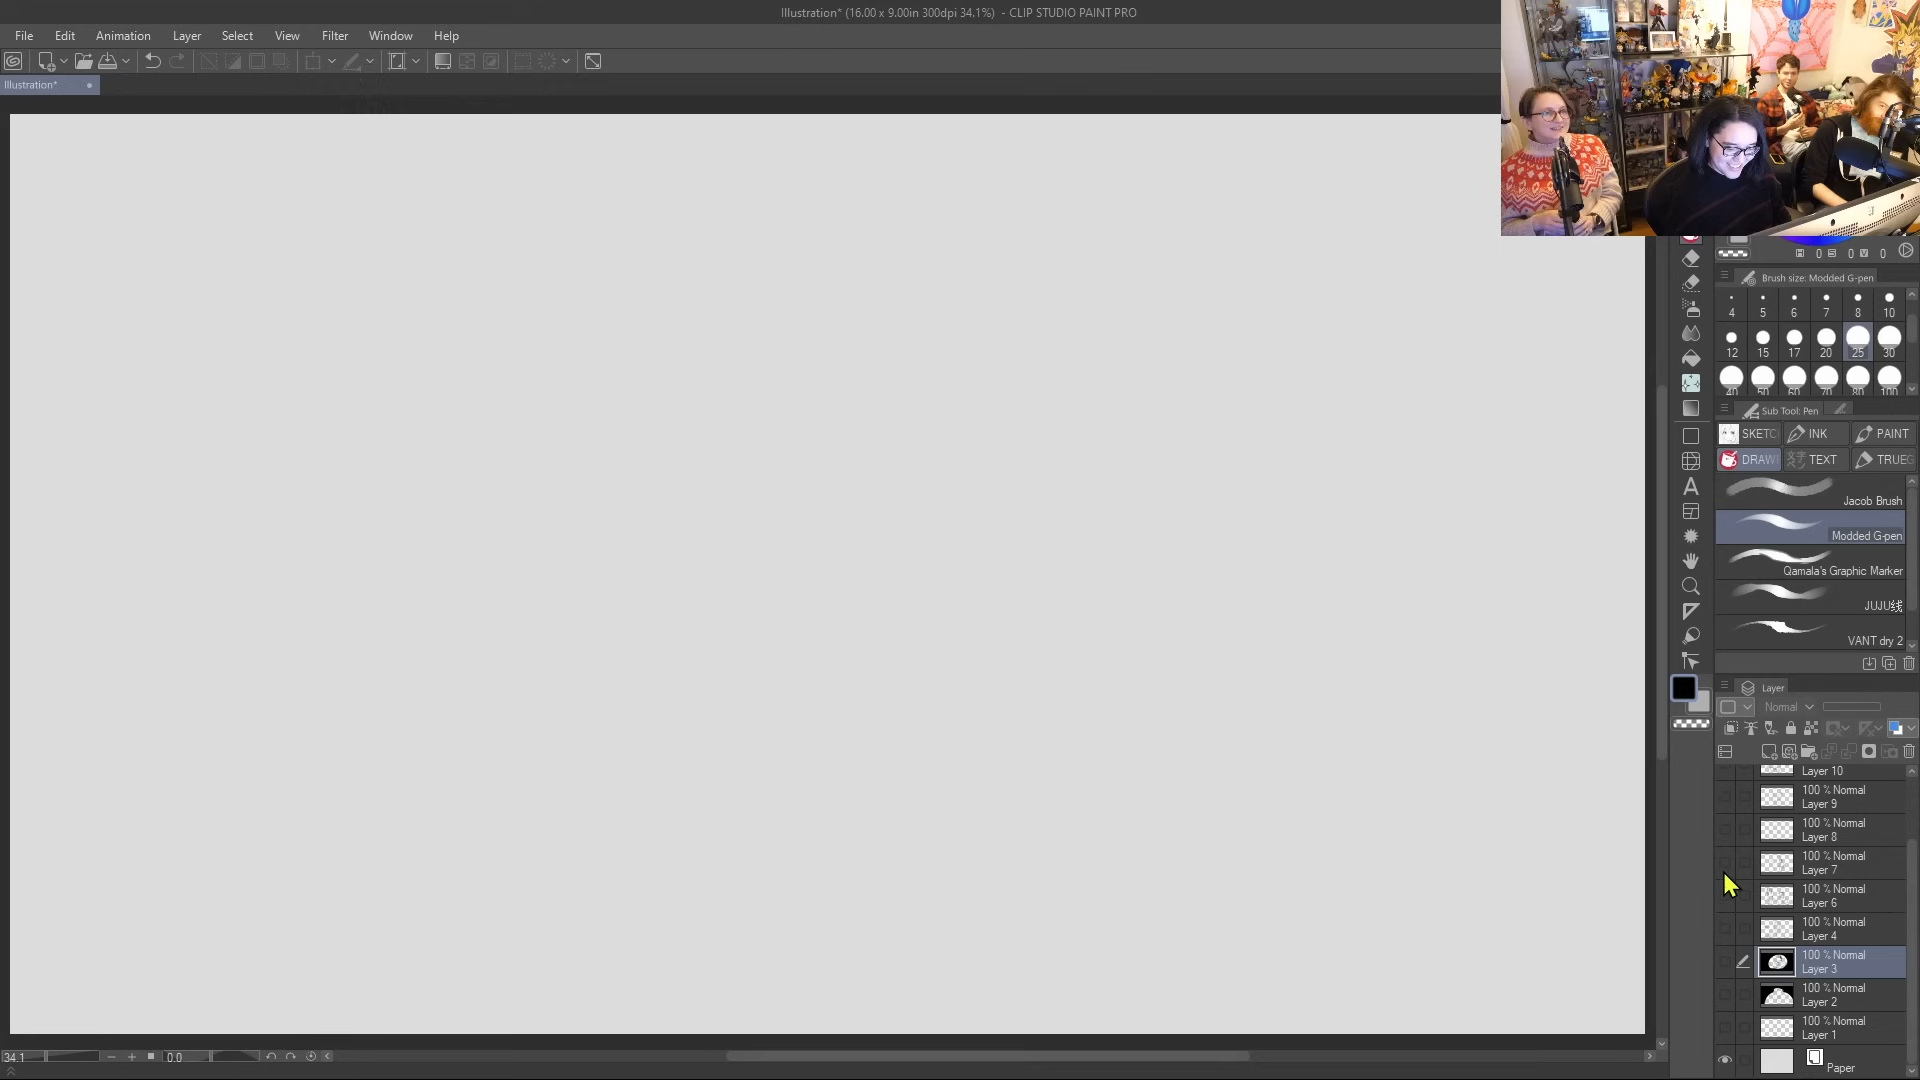 Illustration* (16.00 x 9.00in 300dpi 34.1%) - CLIP STUDIO PAINT PRO
File Edit Animation Layer Select View Filter Window Help
Illustration*
0 0 0
Brush size: Modded G-pen
4 5 6 7 8 10
12 15 17 20 25 30
40 50 60 70 80 100
Sub Tool: Pen
SKETC INK PAINT
DRAWI TEXT TRUEG
Jacob Brush
Modded G-pen
Qamala's Graphic Marker
JUJU线
VANT dry 2
Layer
Normal
Layer 10
100 % Normal
Layer 9
100 % Normal
Layer 8
100 % Normal
Layer 7
100 % Normal
Layer 6
100 % Normal
Layer 4
100 % Normal
Layer 3
100 % Normal
Layer 2
100 % Normal
Layer 1
Paper
34.1 0.0